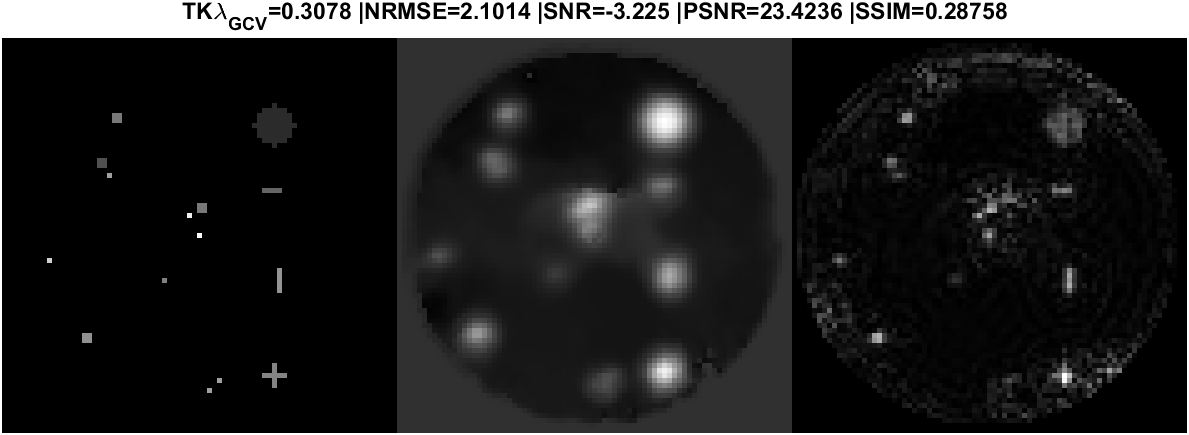 TKλGCV=0.3078 |NRMSE=2.1014 |SNR=-3.225 |PSNR=23.4236 |SSIM=0.28758